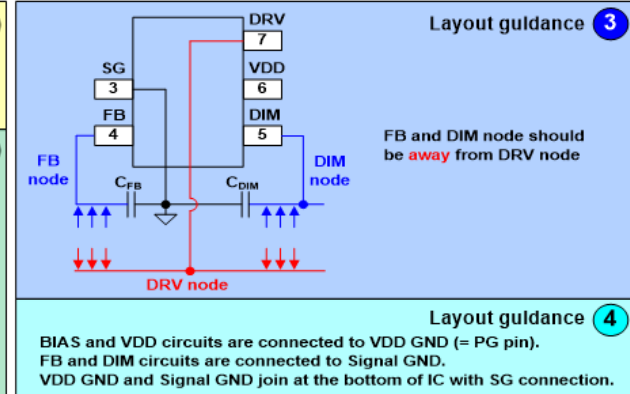 Layout guidance 3
DRV
7
SG
VDD
3
6
FB
DIM
4
5
FB and DIM node should
be away from DRV node
FB
node
DIM
node
CFB
CDIM
DRV node
Layout guidance 4
BIAS and VDD circuits are connected to VDD GND (= PG pin).
FB and DIM circuits are connected to Signal GND.
VDD GND and Signal GND join at the bottom of IC with SG connection.